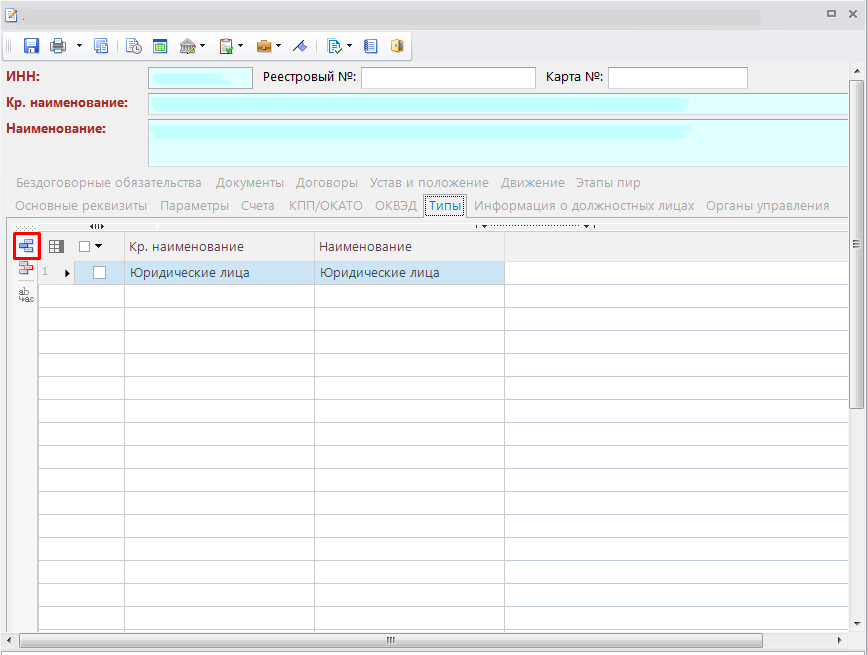 ИНН:
Реестровый №:
Карта №:
Кр. наименование:
Наименование:
Бездоговорные обязательства Документы Договоры Устав и положение Движение Этапы пир
Основные реквизиты Параметры Счета КПП/ОКАТО ОКВЭД Типы Информация о должностных лицах Органы управления
Кр. наименование Наименование
1 Юридические лица Юридические лица
ab
ac